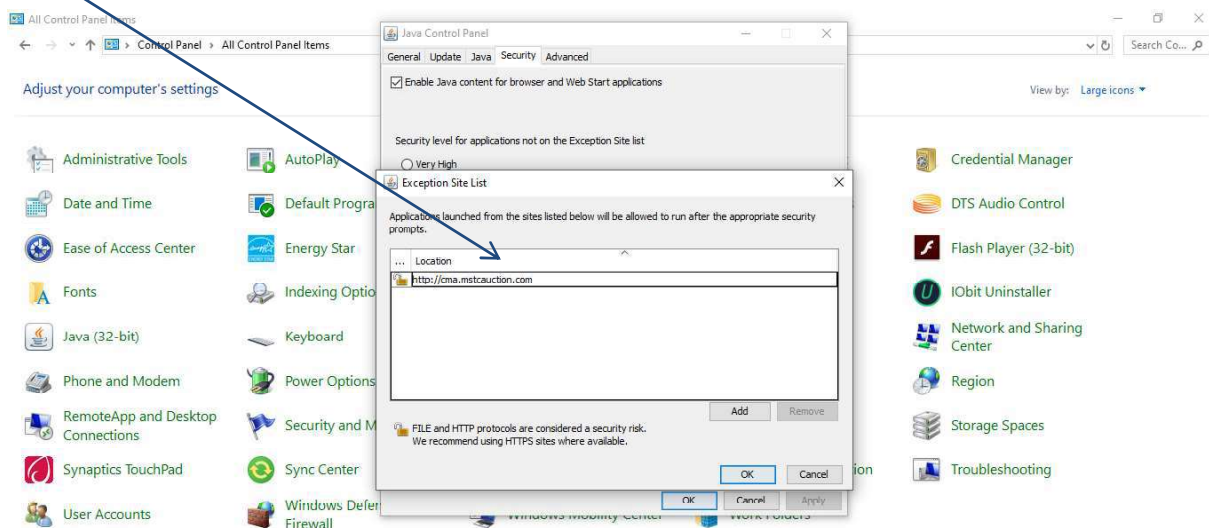 All Control Panel Items
Control Panel > All Control Panel Items
Search Co...
Adjust your computer's settings
View by: Large icons
Java Control Panel
General Update Java Security Advanced
Enable Java content for browser and Web Start applications
Security level for applications not on the Exception Site list
Very High
Exception Site List
Applications launched from the sites listed below will be allowed to run after the appropriate security
prompts.
... Location
http://cma.mstcauction.com
Add Remove
FILE and HTTP protocols are considered a security risk.
We recommend using HTTPS sites where available.
OK Cancel
OK Cancel Apply
Administrative Tools
AutoPlay
Credential Manager
Date and Time
Default Progra
DTS Audio Control
Ease of Access Center
Energy Star
Flash Player (32-bit)
Fonts
Indexing Optio
IObit Uninstaller
Java (32-bit)
Keyboard
Network and Sharing
Center
Phone and Modem
Power Options
Region
RemoteApp and Desktop
Connections
Security and M
Storage Spaces
Synaptics TouchPad
Sync Center
ion
Troubleshooting
User Accounts
Windows Defen
Firewall
Windows Mobility Center
Work Folders